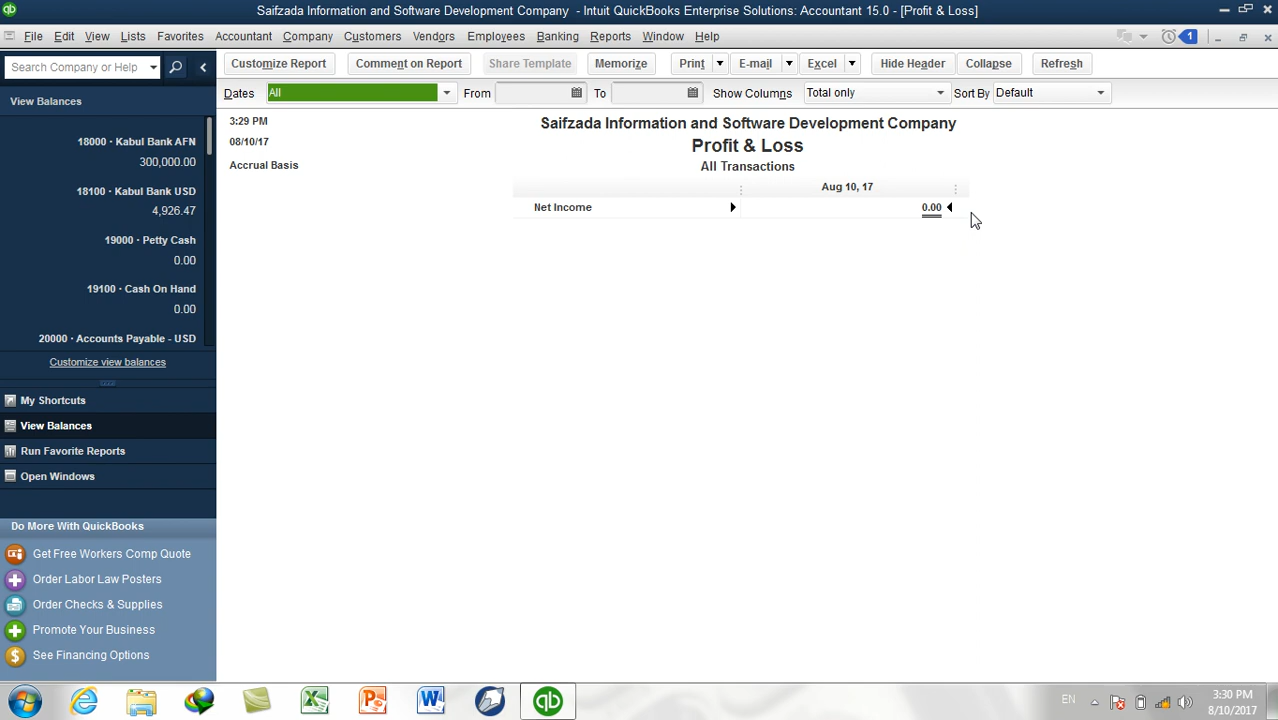 Saifzada Information and Software Development Company - Intuit QuickBooks Enterprise Solutions: Accountant 15.0 - [Profit & Loss]
File Edit View Lists Favorites Accountant Company Customers Vendors Employees Banking Reports Window Help
1
Search Company or Help
Customize Report Comment on Report Share Template Memorize Print E-mail Excel Hide Header Collapse Refresh
Dates All From To Show Columns Total only Sort By Default
View Balances
18000 · Kabul Bank AFN
300,000.00
18100 · Kabul Bank USD
4,926.47
19000 · Petty Cash
0.00
19100 · Cash On Hand
0.00
20000 · Accounts Payable - USD
Customize view balances
My Shortcuts
View Balances
Run Favorite Reports
Open Windows
Do More With QuickBooks
Get Free Workers Comp Quote
Order Labor Law Posters
Order Checks & Supplies
Promote Your Business
See Financing Options
3:29 PM
08/10/17
Accrual Basis
Saifzada Information and Software Development Company
Profit & Loss
All Transactions
Aug 10, 17
Net Income 0.00
qb
EN
3:30 PM
8/10/2017